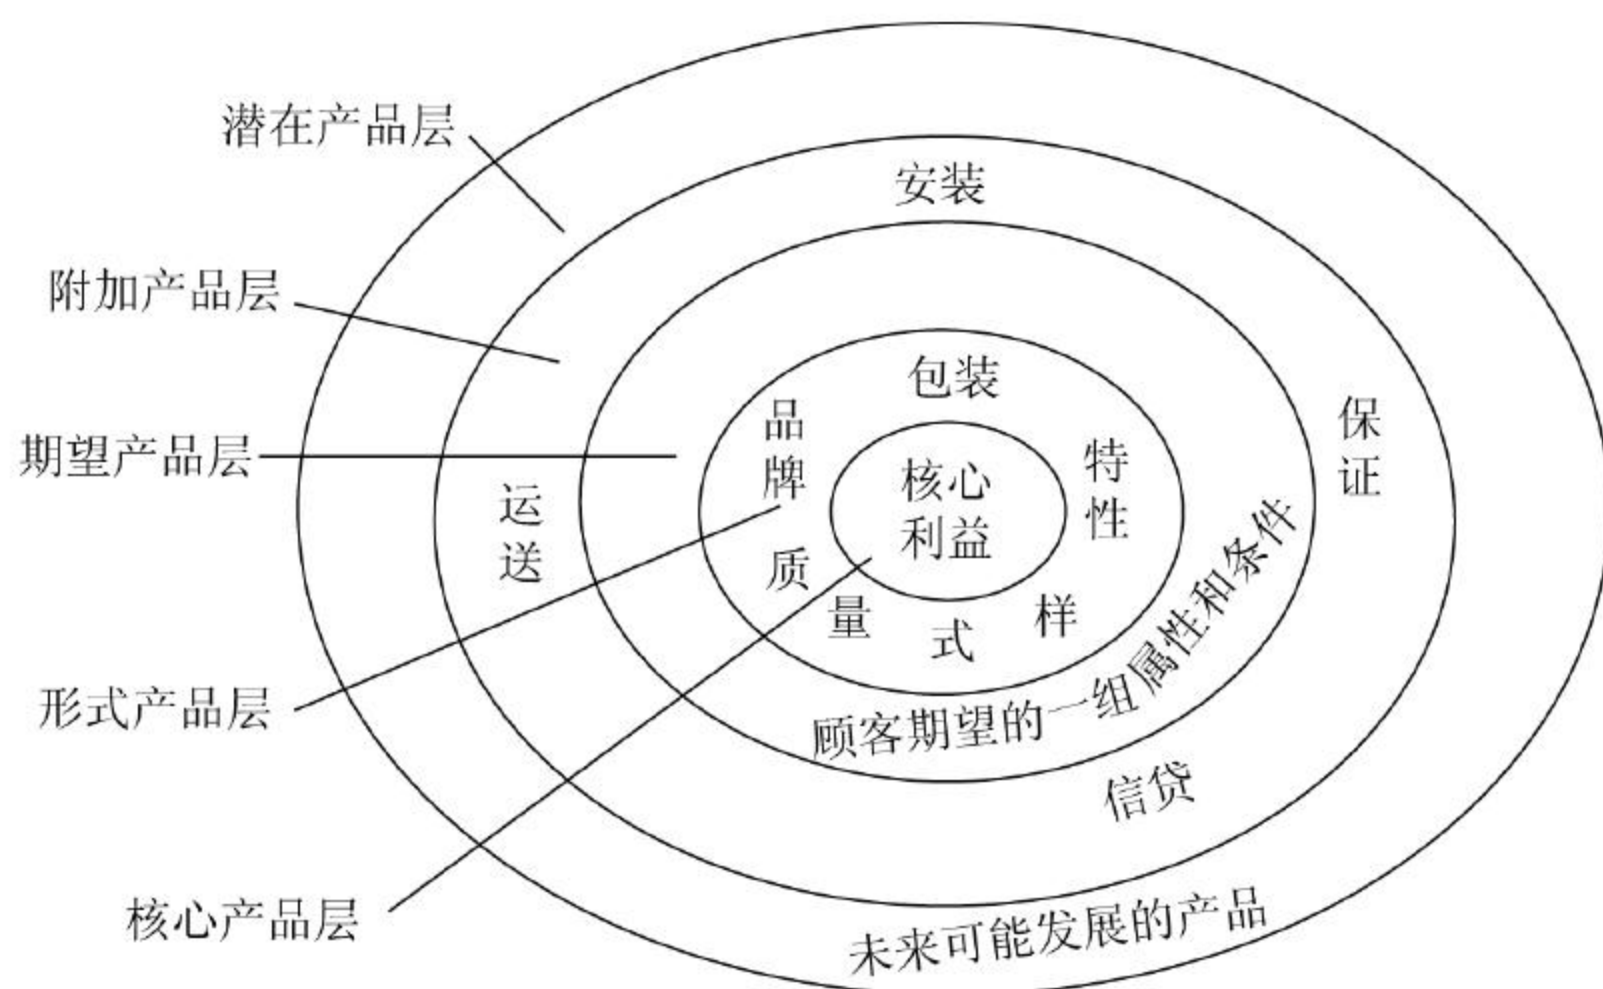 潜在产品层
附加产品层
期望产品层
形式产品层
核心产品层
安装
保证
运送
信贷
包装
品牌
特性
质量
式样
核心
利益
顾客期望的一组属性和条件
未来可能发展的产品